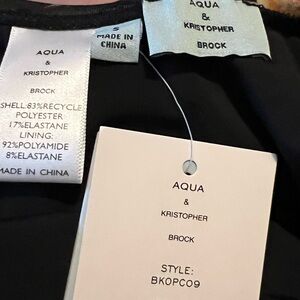 AQUA
&
KRISTOPHER
BROCK
SHELL:83%RECYCLE
POLYESTER
17%ELASTANE
LINING:
92%POLYAMIDE
8%ELASTANE
MADE IN CHINA
S
MADE IN
CHINA
AQUA
&
KRISTOPHER
BROCK
AQUA
&
KRISTOPHER
BROCK
STYLE:
BKOPC09